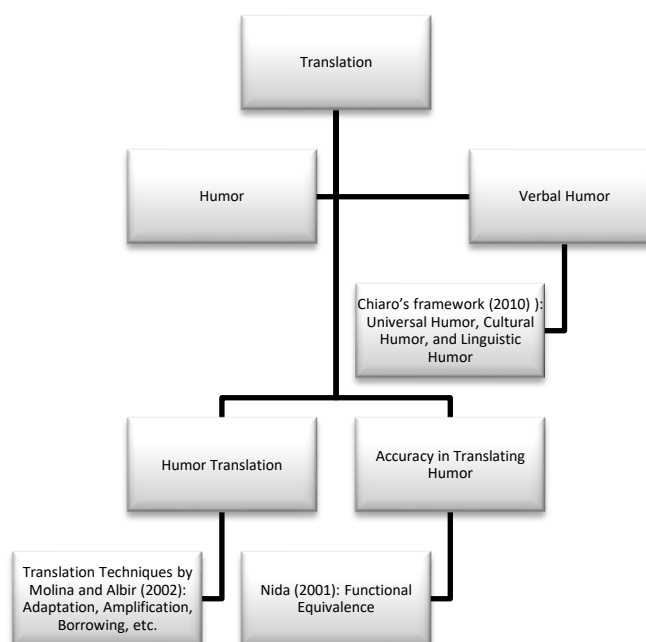 Translation
Humor
Verbal Humor
Chiaro's framework (2010) ):
Universal Humor, Cultural
Humor, and Linguistic
Humor
Humor Translation
Accuracy in Translating
Humor
Translation Techniques by
Molina and Albir (2002):
Adaptation, Amplification,
Borrowing, etc.
Nida (2001): Functional
Equivalence